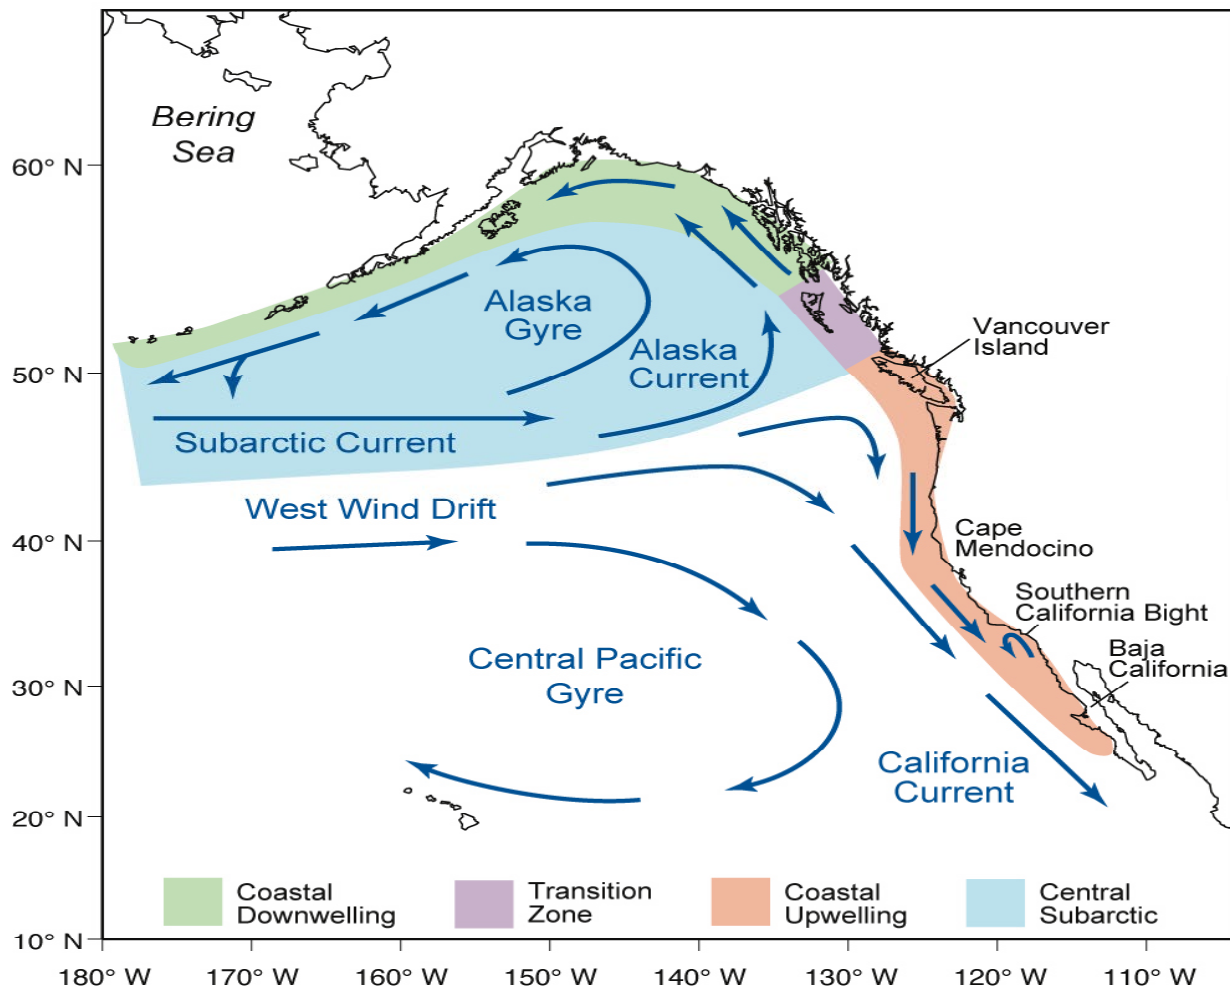 Bering
Sea
60° N
50° N
40° N
30° N
20° N
10° N
Alaska
Gyre
Alaska
Current
Subarctic Current
West Wind Drift
Central Pacific
Gyre
California
Current
Vancouver
Island
Cape
Mendocino
Southern
California Bight
Baja
California
Coastal
Downwelling
Transition
Zone
Coastal
Upwelling
Central
Subarctic
180° W
170° W
160° W
150° W
140° W
130° W
120° W
110° W